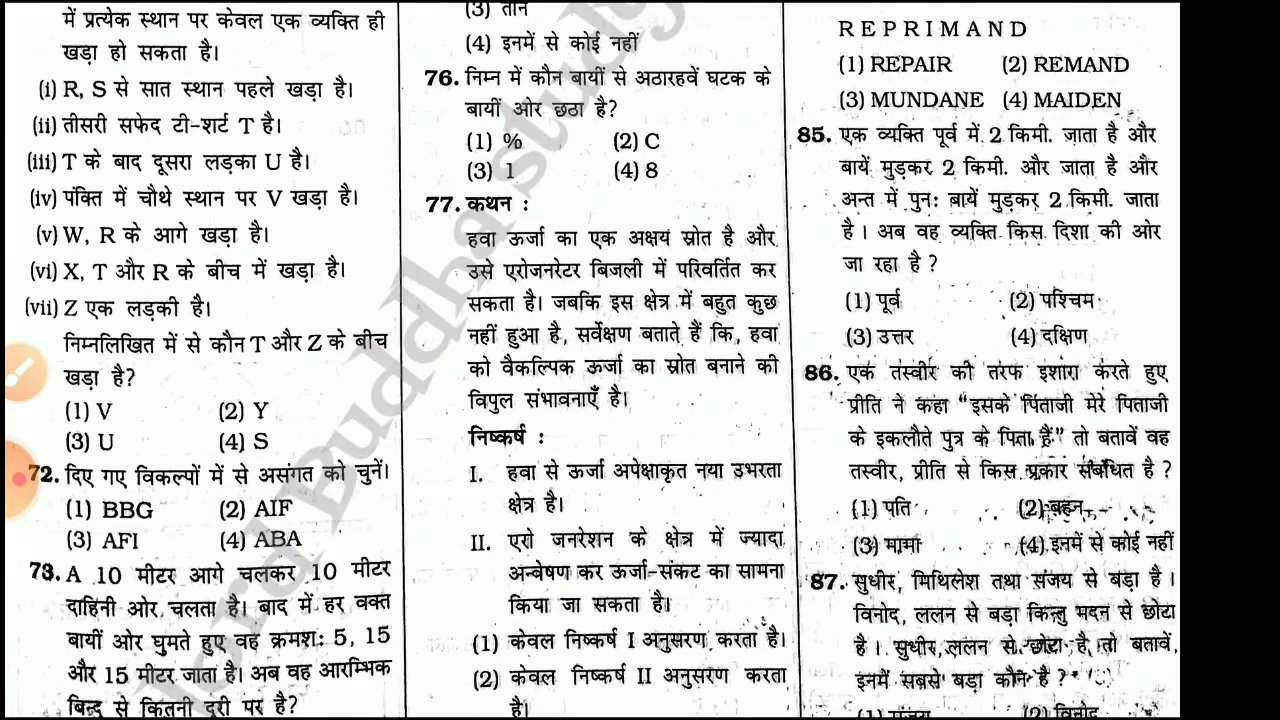 में प्रत्येक स्थान पर केवल एक व्यक्ति ही
खड़ा हो सकता है।
(i) R, S से सात स्थान पहले खड़ा है।
(ii) तीसरी सफेद टी-शर्ट T है।
(iii) T के बाद दूसरा लड़का U है।
(iv) पंक्ति में चौथे स्थान पर V खड़ा है।
(v) W, R के आगे खड़ा है।
(vi) X, T और R के बीच में खड़ा है।
(vii) Z एक लड़की है।
निम्नलिखित में से कौन T और Z के बीच
खड़ा है?
(1) V (2) Y
(3) U (4) S
72. दिए गए विकल्पों में से असंगत को चुनें।
(1) BBG (2) AIF
(3) AFI (4) ABA
73. A 10 मीटर आगे चलकर 10 मीटर
दाहिनी ओर चलता है। बाद में हर वक्त
बायीं ओर घुमते हुए वह क्रमश: 5, 15
और 15 मीटर जाता है। अब वह आरम्भिक
बिन्दु से कितनी दूरी पर है?
(3) तीन
(4) इनमें से कोई नहीं
76. निम्न में कौन बायीं से अठारहवें घटक के
बायीं ओर छठा है?
(1) % (2) C
(3) 1 (4) 8
77. कथन :
हवा ऊर्जा का एक अक्षय स्रोत है और
उसे एरोजनरेटर बिजली में परिवर्तित कर
सकता है। जबकि इस क्षेत्र में बहुत कुछ
नहीं हुआ है, सर्वेक्षण बताते हैं कि, हवा
को वैकल्पिक ऊर्जा का स्रोत बनाने की
विपुल संभावनाएँ है।
निष्कर्ष :
I. हवा से ऊर्जा अपेक्षाकृत नया उभरता
क्षेत्र है।
II. एरो जनरेशन के क्षेत्र में ज्यादा
अन्वेषण कर ऊर्जा-संकट का सामना
किया जा सकता है।
(1) केवल निष्कर्ष I अनुसरण करता है।
(2) केवल निष्कर्ष II अनुसरण करता
है।
REPRIMAND
(1) REPAIR (2) REMAND
(3) MUNDANE (4) MAIDEN
85. एक व्यक्ति पूर्व में 2 किमी. जाता है और
बायें मुड़कर 2 किमी. और जाता है और
अन्त में पुन: बायें मुड़कर 2 किमी. जाता
है। अब वह व्यक्ति किस दिशा की ओर
जा रहा है ?
(1) पूर्व (2) पश्चिम
(3) उत्तर (4) दक्षिण
86. एक तस्वीर की तरफ इशारा करते हुए
प्रीति ने कहा "इसके पिताजी मेरे पिताजी
के इकलौते पुत्र के पिता हैं" तो बतावें वह
तस्वीर, प्रीति से किस प्रकार संबंधित है ?
(1) पति (2) बहन
(3) मामा (4) इनमें से कोई नहीं
87. सुधीर, मिथिलेश तथा संजय से बड़ा है।
विनोद, ललन से बड़ा किन्तु मदन से छोटा
है। सुधीर, ललन से छोटा है, तो बतावें,
इनमें सबसे बड़ा कौन है ?
(1) संजय (2) विनोद
lord Buddha study